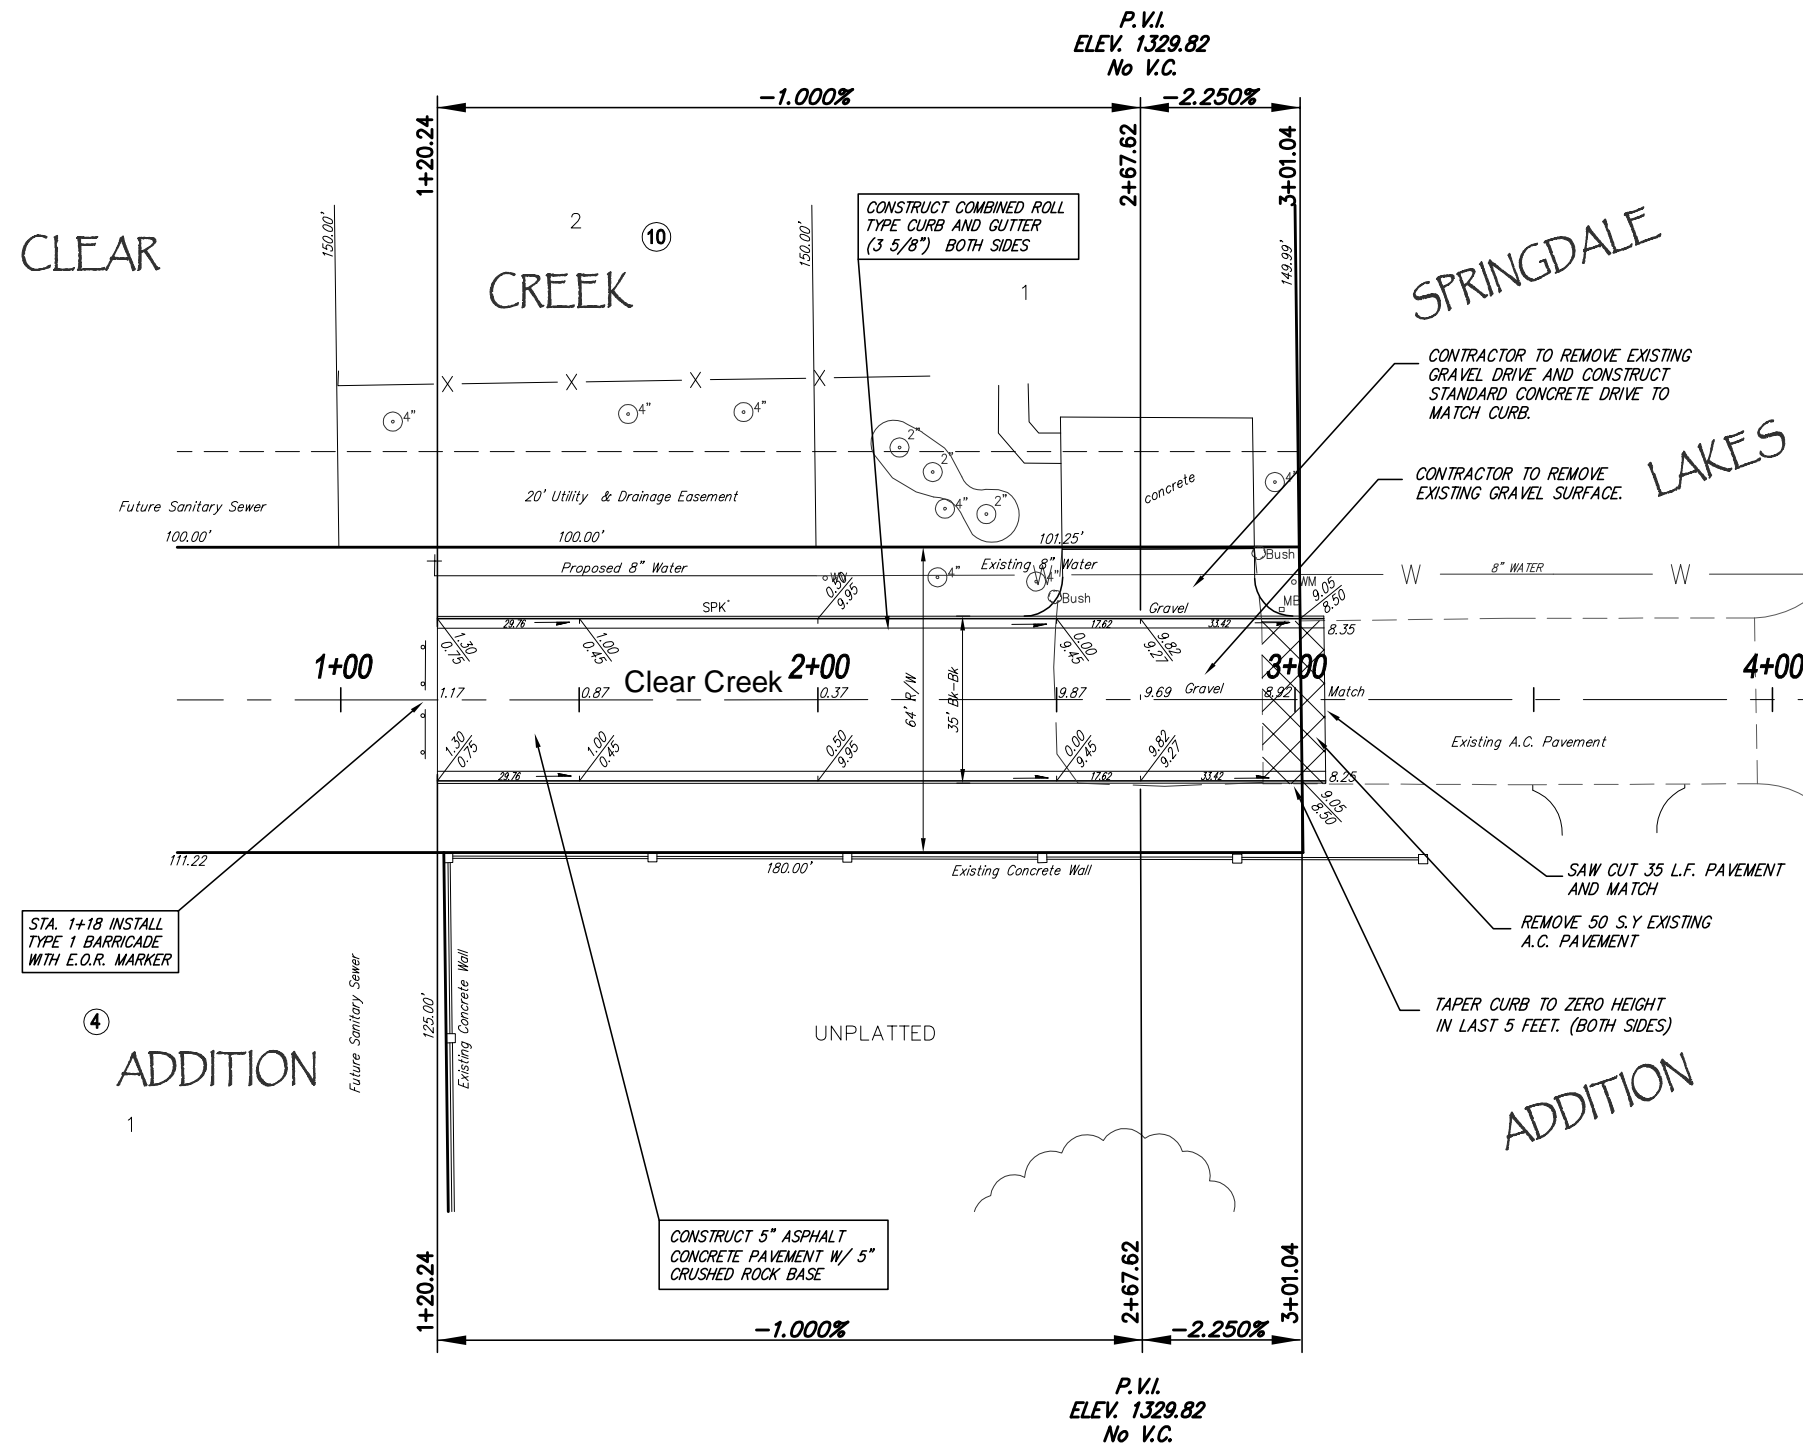 P.V.I.
ELEV. 1329.82
No V.C.
-1.000%
-2.250%
1+20.24
2+67.62
3+01.04
CLEAR
CREEK
SPRINGDALE
LAKES
2
10
1
150.00'
150.00'
149.99'
CONSTRUCT COMBINED ROLL
TYPE CURB AND GUTTER
(3 5/8") BOTH SIDES
CONTRACTOR TO REMOVE EXISTING
GRAVEL DRIVE AND CONSTRUCT
STANDARD CONCRETE DRIVE TO
MATCH CURB.
CONTRACTOR TO REMOVE
EXISTING GRAVEL SURFACE.
X X X X
4" 4" 4"
2"
2"
4" 2"
4"
concrete
Future Sanitary Sewer
20' Utility & Drainage Easement
100.00'
100.00'
101.25'
Proposed 8" Water
Existing 8" Water
W
4" 4"
Bush
Bush
W
8" WATER
W
WM
MB
SPK
Gravel
0.50
9.95
9.05
8.50
29.76
17.62
33.42
8.35
1.30
0.75
1.00
0.45
0.00
9.45
9.82
9.27
1+00
Clear Creek
2+00
3+00
4+00
64' R/W
35' Bk-Bk
1.17
0.87
0.37
9.87
9.69
Gravel
8.92
Match
1.30
0.75
1.00
0.45
0.50
9.95
0.00
9.45
9.82
9.27
Existing A.C. Pavement
29.76
17.62
33.42
8.25
9.05
8.50
111.22
180.00'
Existing Concrete Wall
SAW CUT 35 L.F. PAVEMENT
AND MATCH
REMOVE 50 S.Y EXISTING
A.C. PAVEMENT
TAPER CURB TO ZERO HEIGHT
IN LAST 5 FEET. (BOTH SIDES)
STA. 1+18 INSTALL
TYPE 1 BARRICADE
WITH E.O.R. MARKER
4
ADDITION
1
Future Sanitary Sewer
125.00'
Existing Concrete Wall
UNPLATTED
ADDITION
CONSTRUCT 5" ASPHALT
CONCRETE PAVEMENT W/ 5"
CRUSHED ROCK BASE
1+20.24
2+67.62
3+01.04
-1.000%
-2.250%
P.V.I.
ELEV. 1329.82
No V.C.